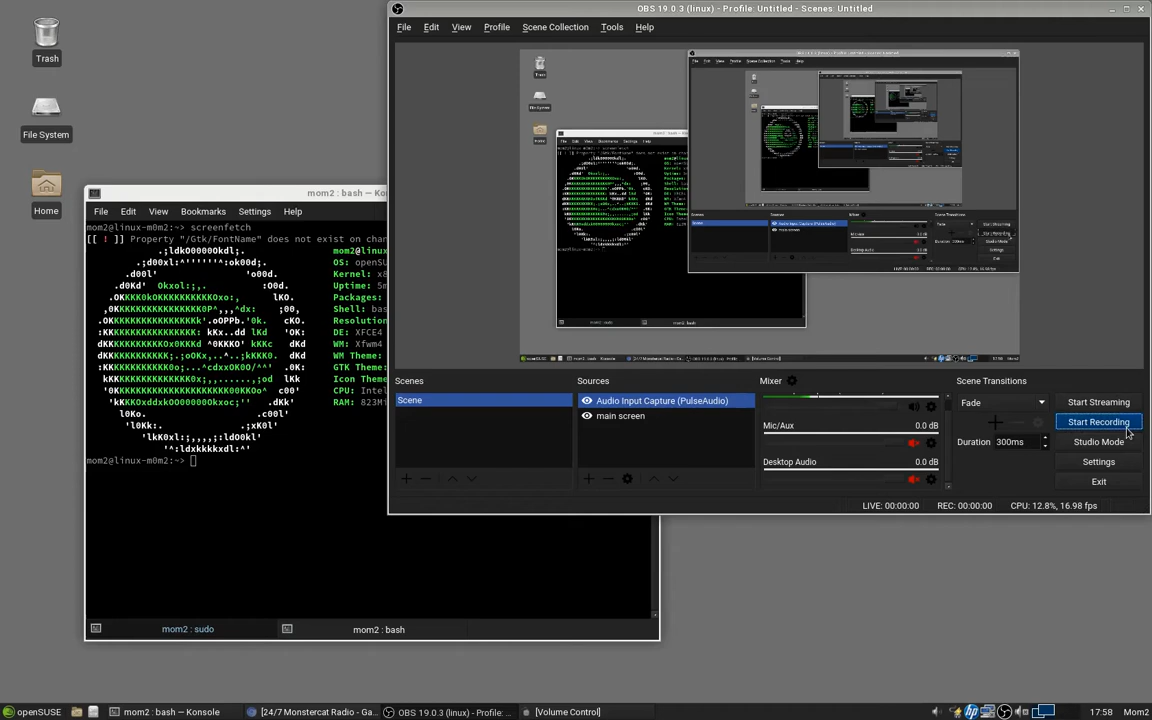 Trash
File System
Home
mom2 : bash — Ko
File Edit View Bookmarks Settings Help
mom2@linux-m0m2:~> screenfetch
[[ ! ]] Property "/Gtk/FontName" does not exist on chan
mom2@linux
OS: openSU
Kernel: x8
Uptime: 5m
Packages:
Shell: bas
Resolution
DE: XFCE4
WM: Xfwm4
WM Theme:
GTK Theme:
Icon Theme
CPU: Intel
RAM: 823Mi
mom2@linux-m0m2:~>
mom2 : sudo
mom2 : bash
OBS 19.0.3 (linux) - Profile: Untitled - Scenes: Untitled
File Edit View Profile Scene Collection Tools Help
Scenes
Scene
Sources
Audio Input Capture (PulseAudio)
main screen
Mixer
Mic/Aux 0.0 dB
Desktop Audio 0.0 dB
Scene Transitions
Fade
Duration 300ms
Start Streaming
Start Recording
Studio Mode
Settings
Exit
LIVE: 00:00:00 REC: 00:00:00 CPU: 12.8%, 16.98 fps
openSUSE
mom2 : bash — Konsole
[24/7 Monstercat Radio - Ga...
OBS 19.0.3 (linux) - Profile: ...
[Volume Control]
17:58 Mom2